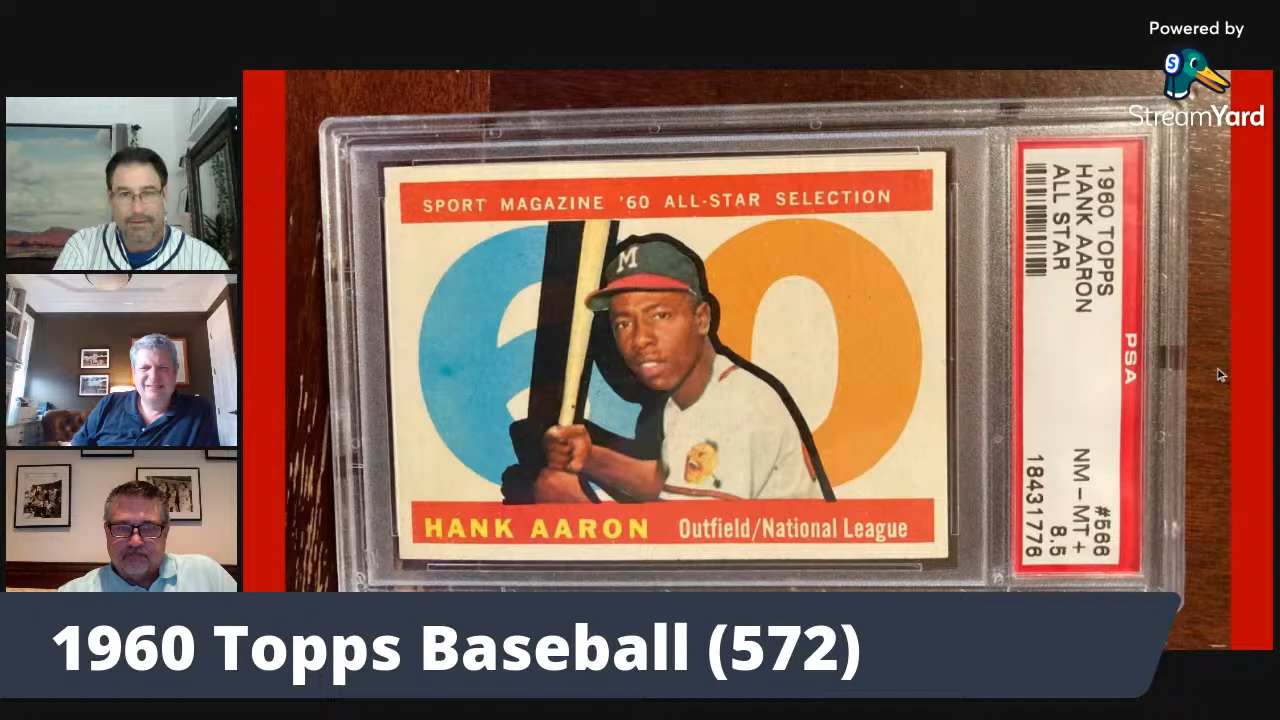 Powered by
StreamYard
SPORT MAGAZINE '60 ALL-STAR SELECTION
60
M
HANK AARON Outfield/National League
1960 TOPPS
HANK AARON
ALL STAR
PSA
#566
NM-MT+
8.5
18431776
1960 Topps Baseball (572)